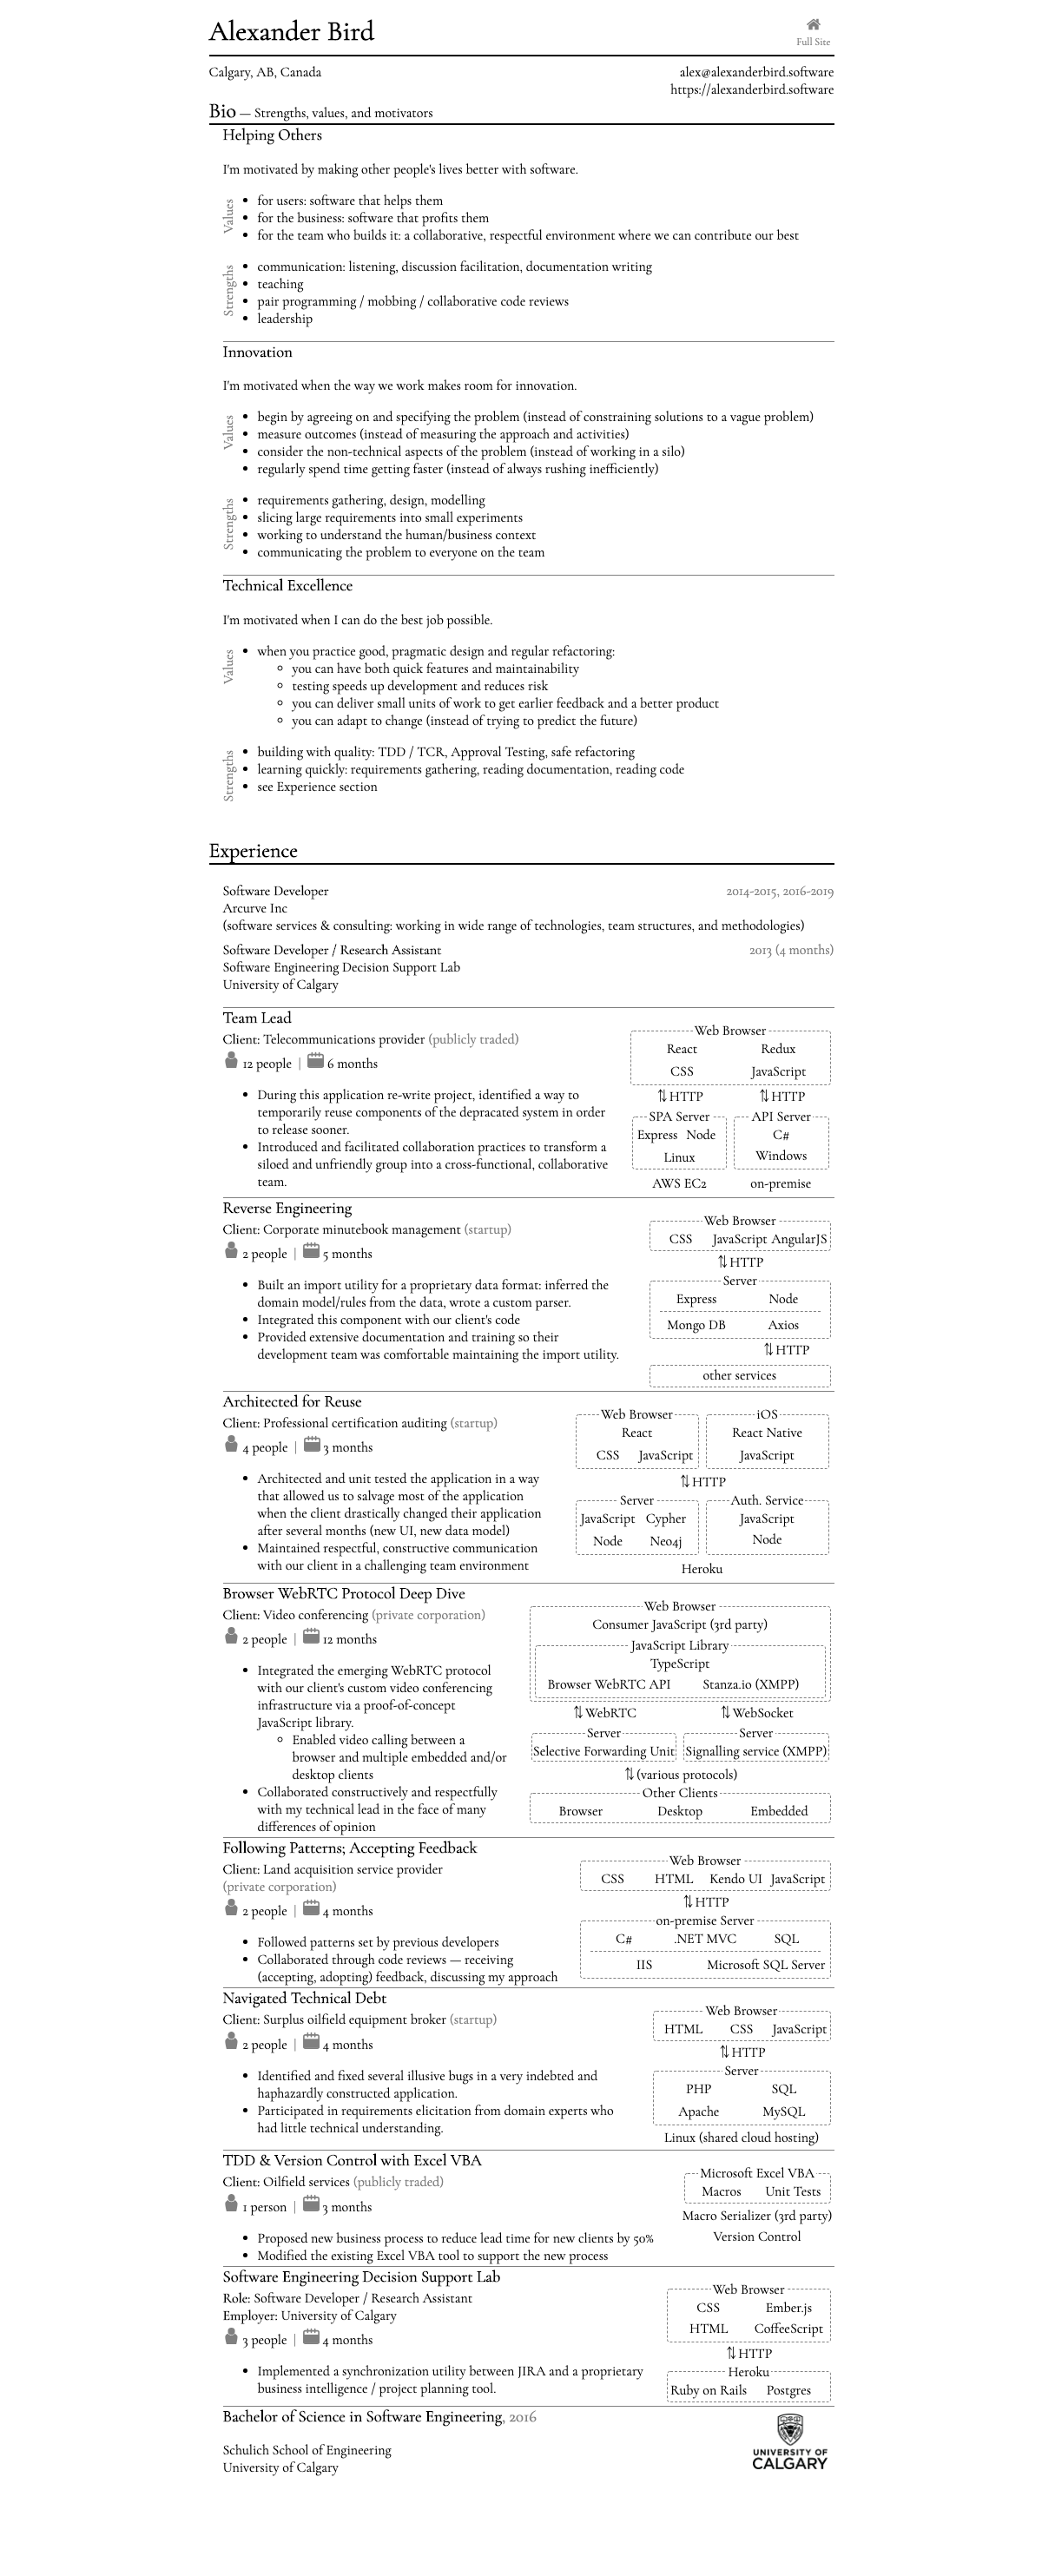 Alexander Bird
Full Site
Calgary, AB, Canada
alex@alexanderbird.software
https://alexanderbird.software
Bio — Strengths, values, and motivators
Helping Others
I'm motivated by making other people's lives better with software.
Values
• for users: software that helps them
• for the business: software that profits them
• for the team who builds it: a collaborative, respectful environment where we can contribute our best
Strengths
• communication: listening, discussion facilitation, documentation writing
• teaching
• pair programming / mobbing / collaborative code reviews
• leadership
Innovation
I'm motivated when the way we work makes room for innovation.
Values
• begin by agreeing on and specifying the problem (instead of constraining solutions to a vague problem)
• measure outcomes (instead of measuring the approach and activities)
• consider the non-technical aspects of the problem (instead of working in a silo)
• regularly spend time getting faster (instead of always rushing inefficiently)
Strengths
• requirements gathering, design, modelling
• slicing large requirements into small experiments
• working to understand the human/business context
• communicating the problem to everyone on the team
Technical Excellence
I'm motivated when I can do the best job possible.
Values
• when you practice good, pragmatic design and regular refactoring:
◦ you can have both quick features and maintainability
◦ testing speeds up development and reduces risk
◦ you can deliver small units of work to get earlier feedback and a better product
◦ you can adapt to change (instead of trying to predict the future)
Strengths
• building with quality: TDD / TCR, Approval Testing, safe refactoring
• learning quickly: requirements gathering, reading documentation, reading code
• see Experience section
Experience
Software Developer 2014-2015, 2016-2019
Arcurve Inc
(software services & consulting: working in wide range of technologies, team structures, and methodologies)
Software Developer / Research Assistant 2013 (4 months)
Software Engineering Decision Support Lab
University of Calgary
Team Lead
Client: Telecommunications provider (publicly traded)
12 people | 6 months
• During this application re-write project, identified a way to
temporarily reuse components of the depracated system in order
to release sooner.
• Introduced and facilitated collaboration practices to transform a
siloed and unfriendly group into a cross-functional, collaborative
team.
Web Browser
React Redux
CSS JavaScript
⇅ HTTP ⇅ HTTP
SPA Server API Server
Express Node C#
Linux Windows
AWS EC2 on-premise
Reverse Engineering
Client: Corporate minutebook management (startup)
2 people | 5 months
• Built an import utility for a proprietary data format: inferred the
domain model/rules from the data, wrote a custom parser.
• Integrated this component with our client's code
• Provided extensive documentation and training so their
development team was comfortable maintaining the import utility.
Web Browser
CSS JavaScript AngularJS
⇅ HTTP
Server
Express Node
Mongo DB Axios
⇅ HTTP
other services
Architected for Reuse
Client: Professional certification auditing (startup)
4 people | 3 months
• Architected and unit tested the application in a way
that allowed us to salvage most of the application
when the client drastically changed their application
after several months (new UI, new data model)
• Maintained respectful, constructive communication
with our client in a challenging team environment
Web Browser iOS
React React Native
CSS JavaScript JavaScript
⇅ HTTP
Server Auth. Service
JavaScript Cypher JavaScript
Node Neo4j Node
Heroku
Browser WebRTC Protocol Deep Dive
Client: Video conferencing (private corporation)
2 people | 12 months
• Integrated the emerging WebRTC protocol
with our client's custom video conferencing
infrastructure via a proof-of-concept
JavaScript library.
◦ Enabled video calling between a
browser and multiple embedded and/or
desktop clients
• Collaborated constructively and respectfully
with my technical lead in the face of many
differences of opinion
Web Browser
Consumer JavaScript (3rd party)
JavaScript Library
TypeScript
Browser WebRTC API Stanza.io (XMPP)
⇅ WebRTC ⇅ WebSocket
Server Server
Selective Forwarding Unit Signalling service (XMPP)
⇅ (various protocols)
Other Clients
Browser Desktop Embedded
Following Patterns; Accepting Feedback
Client: Land acquisition service provider
(private corporation)
2 people | 4 months
• Followed patterns set by previous developers
• Collaborated through code reviews — receiving
(accepting, adopting) feedback, discussing my approach
Web Browser
CSS HTML Kendo UI JavaScript
⇅ HTTP
on-premise Server
C# .NET MVC SQL
IIS Microsoft SQL Server
Navigated Technical Debt
Client: Surplus oilfield equipment broker (startup)
2 people | 4 months
• Identified and fixed several illusive bugs in a very indebted and
haphazardly constructed application.
• Participated in requirements elicitation from domain experts who
had little technical understanding.
Web Browser
HTML CSS JavaScript
⇅ HTTP
Server
PHP SQL
Apache MySQL
Linux (shared cloud hosting)
TDD & Version Control with Excel VBA
Client: Oilfield services (publicly traded)
1 person | 3 months
• Proposed new business process to reduce lead time for new clients by 50%
• Modified the existing Excel VBA tool to support the new process
Microsoft Excel VBA
Macros Unit Tests
Macro Serializer (3rd party)
Version Control
Software Engineering Decision Support Lab
Role: Software Developer / Research Assistant
Employer: University of Calgary
3 people | 4 months
• Implemented a synchronization utility between JIRA and a proprietary
business intelligence / project planning tool.
Web Browser
CSS Ember.js
HTML CoffeeScript
⇅ HTTP
Heroku
Ruby on Rails Postgres
Bachelor of Science in Software Engineering, 2016
Schulich School of Engineering
University of Calgary
UNIVERSITY OF
CALGARY